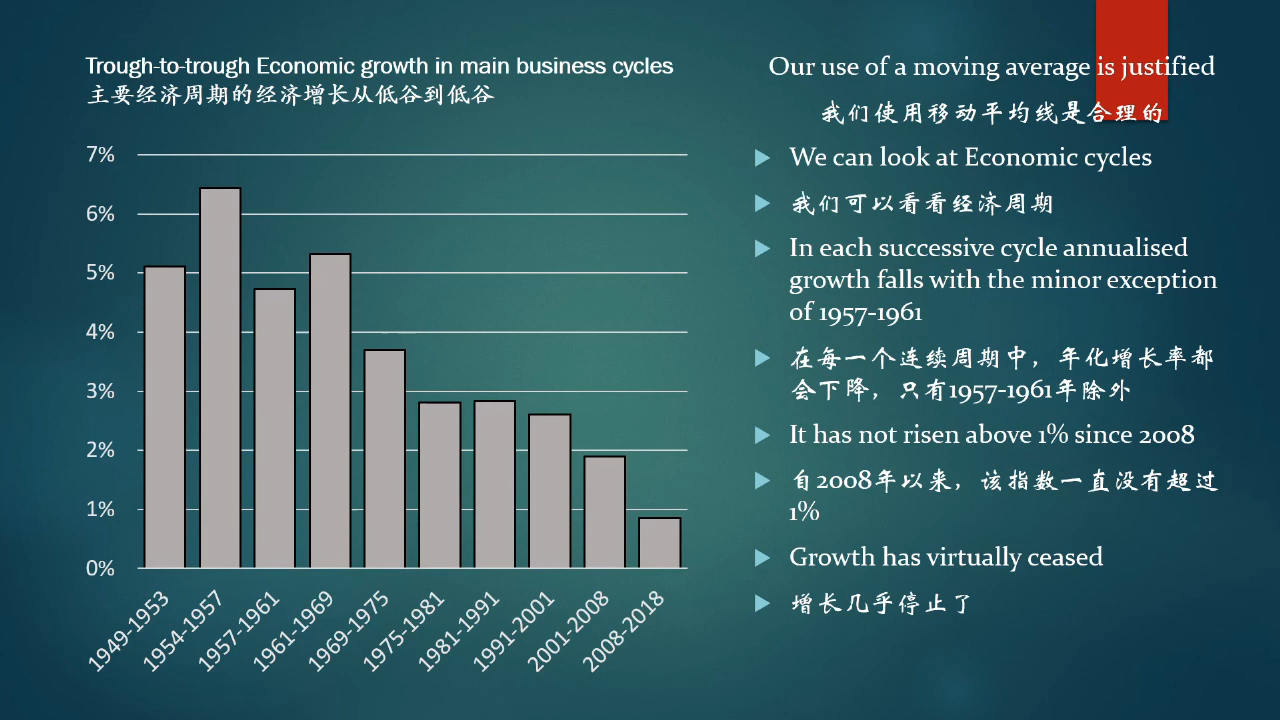 Trough-to-trough Economic growth in main business cycles
主要经济周期的经济增长从低谷到低谷
7%
6%
5%
4%
3%
2%
1%
0%
1949-1953
1954-1957
1957-1961
1961-1969
1969-1975
1975-1981
1981-1991
1991-2001
2001-2008
2008-2018
Our use of a moving average is justified
我们使用移动平均线是合理的
We can look at Economic cycles
我们可以看看经济周期
In each successive cycle annualised
growth falls with the minor exception
of 1957-1961
在每一个连续周期中，年化增长率都
会下降，只有1957-1961年除外
It has not risen above 1% since 2008
自2008年以来，该指数一直没有超过
1%
Growth has virtually ceased
增长几乎停止了